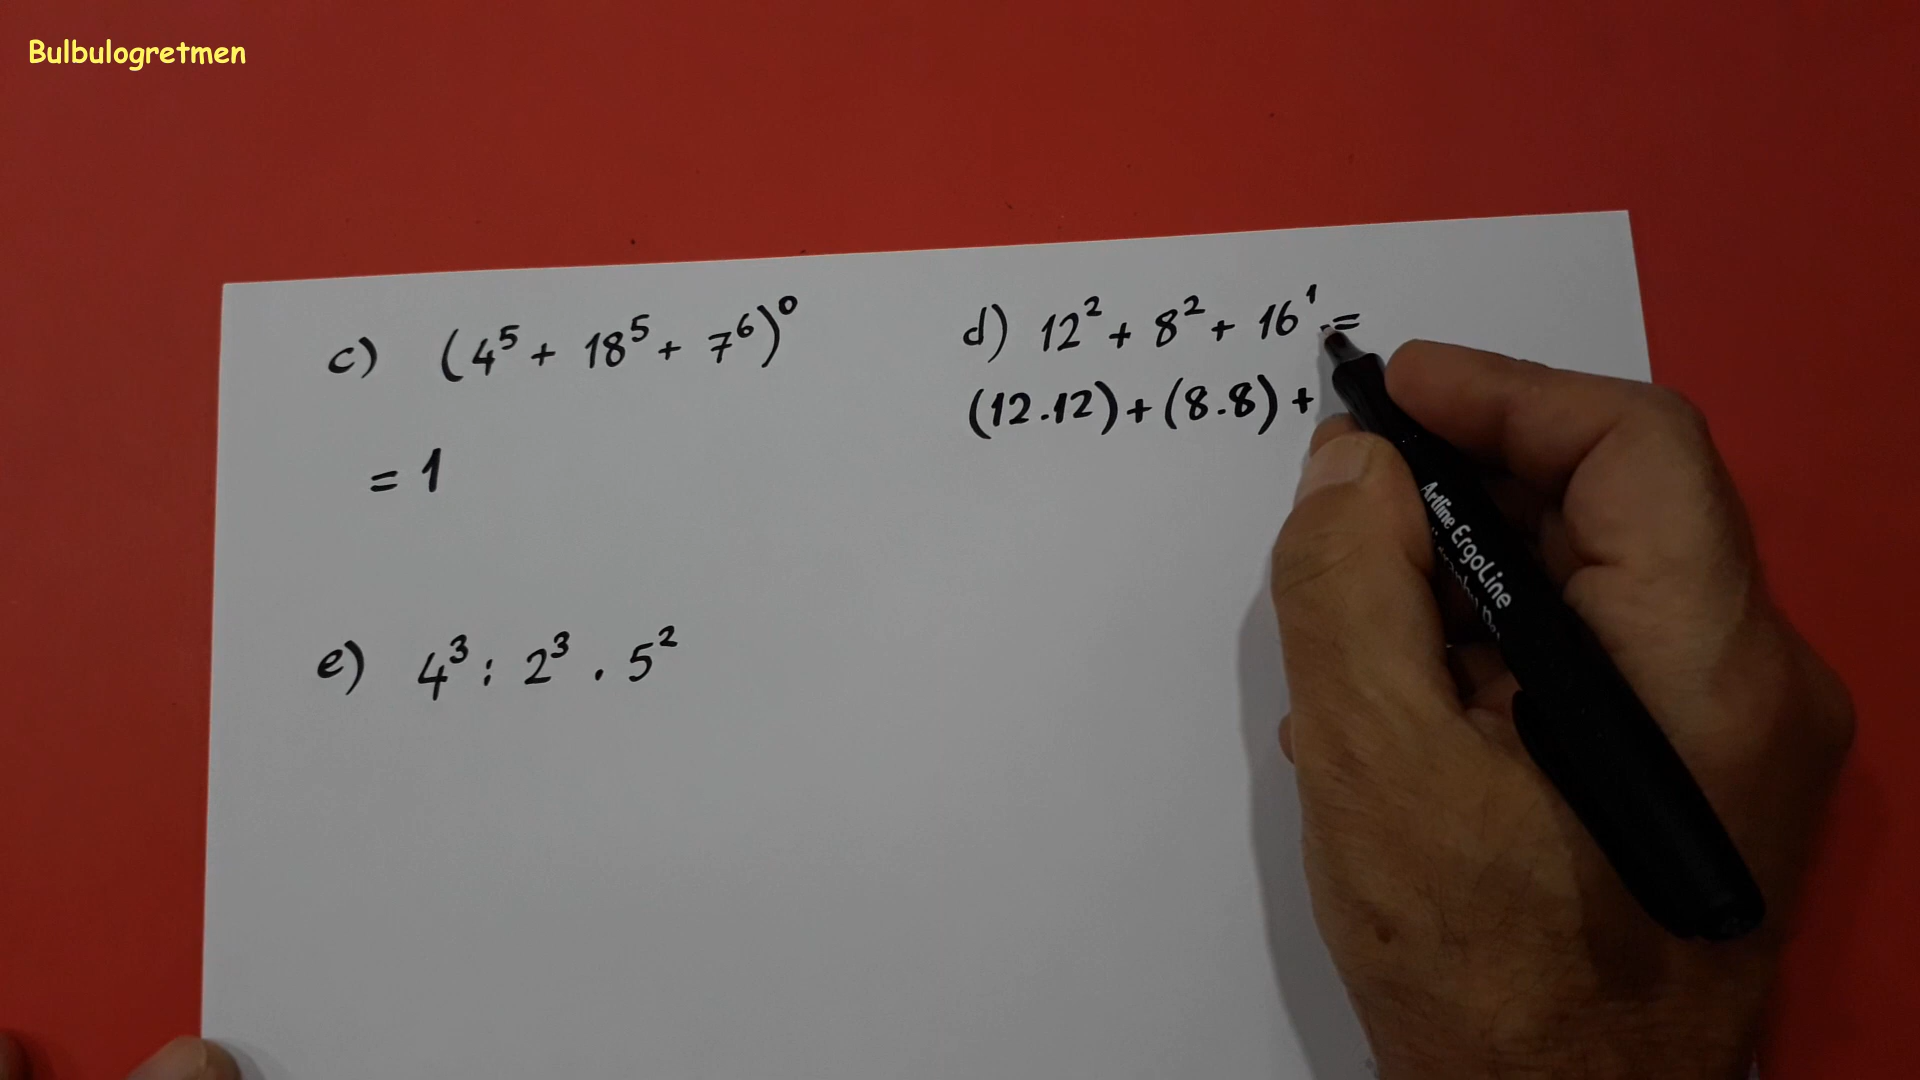 Bulbulogretmen
c) (4⁵ + 18⁵ + 7⁶)⁰
= 1
d) 12² + 8² + 16¹ =
(12.12) + (8.8) +
e) 4³ : 2³ . 5²
Artline ErgoLine